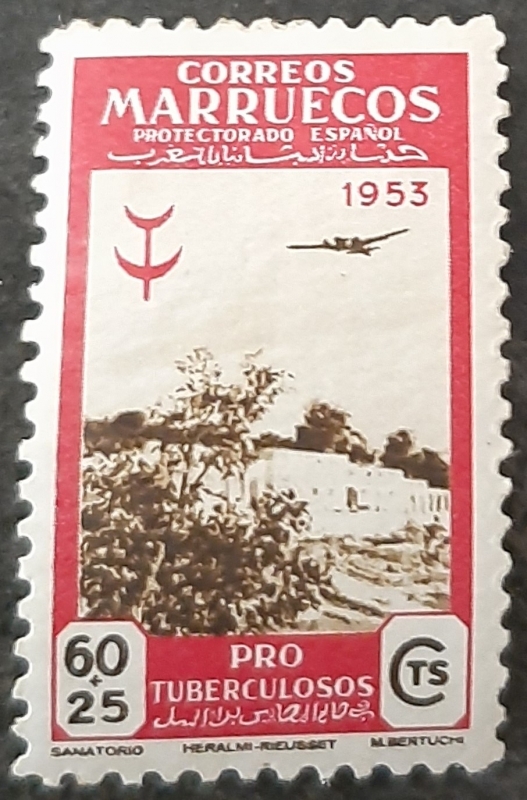 CORREOS
MARRUECOS
PROTECTORADO ESPAÑOL
1953
60
+
25
PRO
TUBERCULOSOS
CTS
SANATORIO HERALMI-RIEUSSET M.BERTUCHI